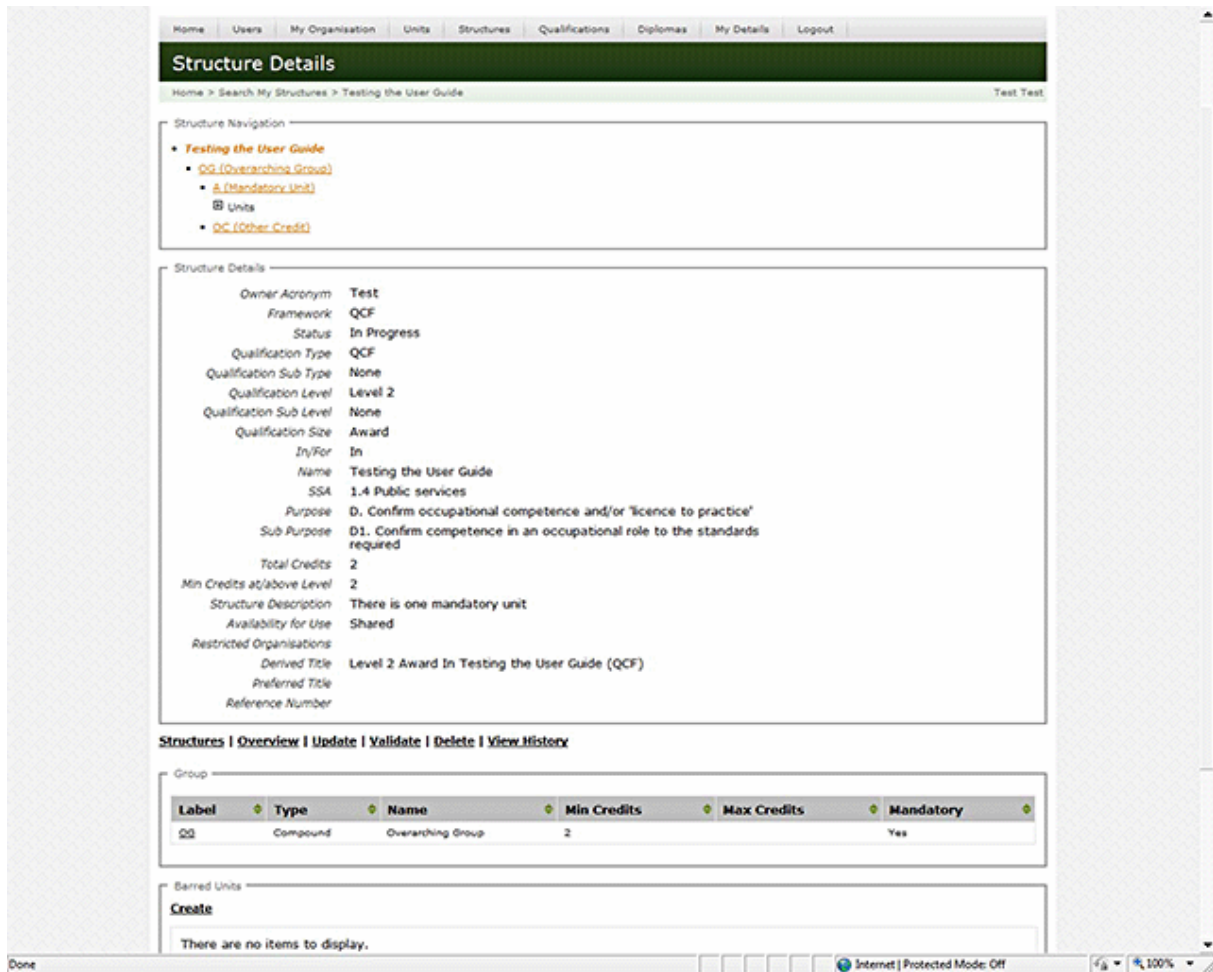 Home Users My Organisation Units Structures Qualifications Diplomas My Details Logout
Structure Details
Home > Search My Structures > Testing the User Guide Test Test
Structure Navigation
Testing the User Guide
OG (Overarching Group)
A (Mandatory Unit)
Units
OC (Other Credit)
Structure Details
Owner Acronym Test
Framework QCF
Status In Progress
Qualification Type QCF
Qualification Sub Type None
Qualification Level Level 2
Qualification Sub Level None
Qualification Size Award
In/For In
Name Testing the User Guide
SSA 1.4 Public services
Purpose D. Confirm occupational competence and/or 'licence to practice'
Sub Purpose D1. Confirm competence in an occupational role to the standards
required
Total Credits 2
Min Credits at/above Level 2
Structure Description There is one mandatory unit
Availability for Use Shared
Restricted Organisations
Derived Title Level 2 Award In Testing the User Guide (QCF)
Preferred Title
Reference Number
Structures | Overview | Update | Validate | Delete | View History
Group
Label Type Name Min Credits Max Credits Mandatory
OG Compound Overarching Group 2 Yes
Barred Units
Create
There are no items to display.
Done Internet | Protected Mode: Off 100%